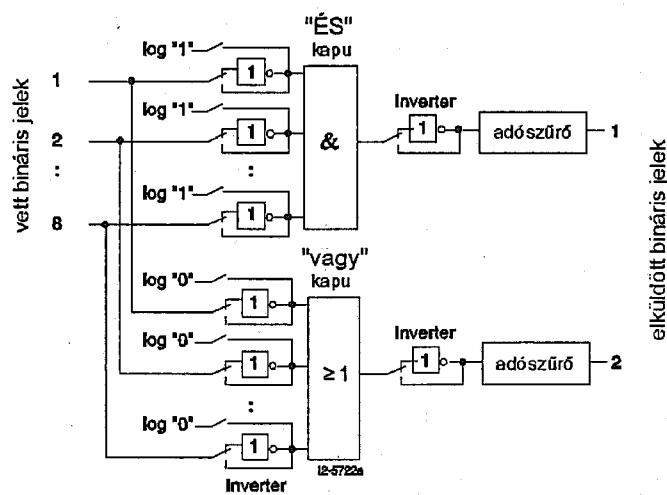 "ÉS"
kapu
log "1"
1
1
log "1"
Inverter
1
1
2
&
adószűrő
1
:
:
log "1"
1
8
vett bináris jelek
elküldött bináris jelek
"vagy"
kapu
log "0"
1
log "0"
Inverter
1
≥1
1
adószűrő
2
:
log "0"
1
12-5722a
Inverter